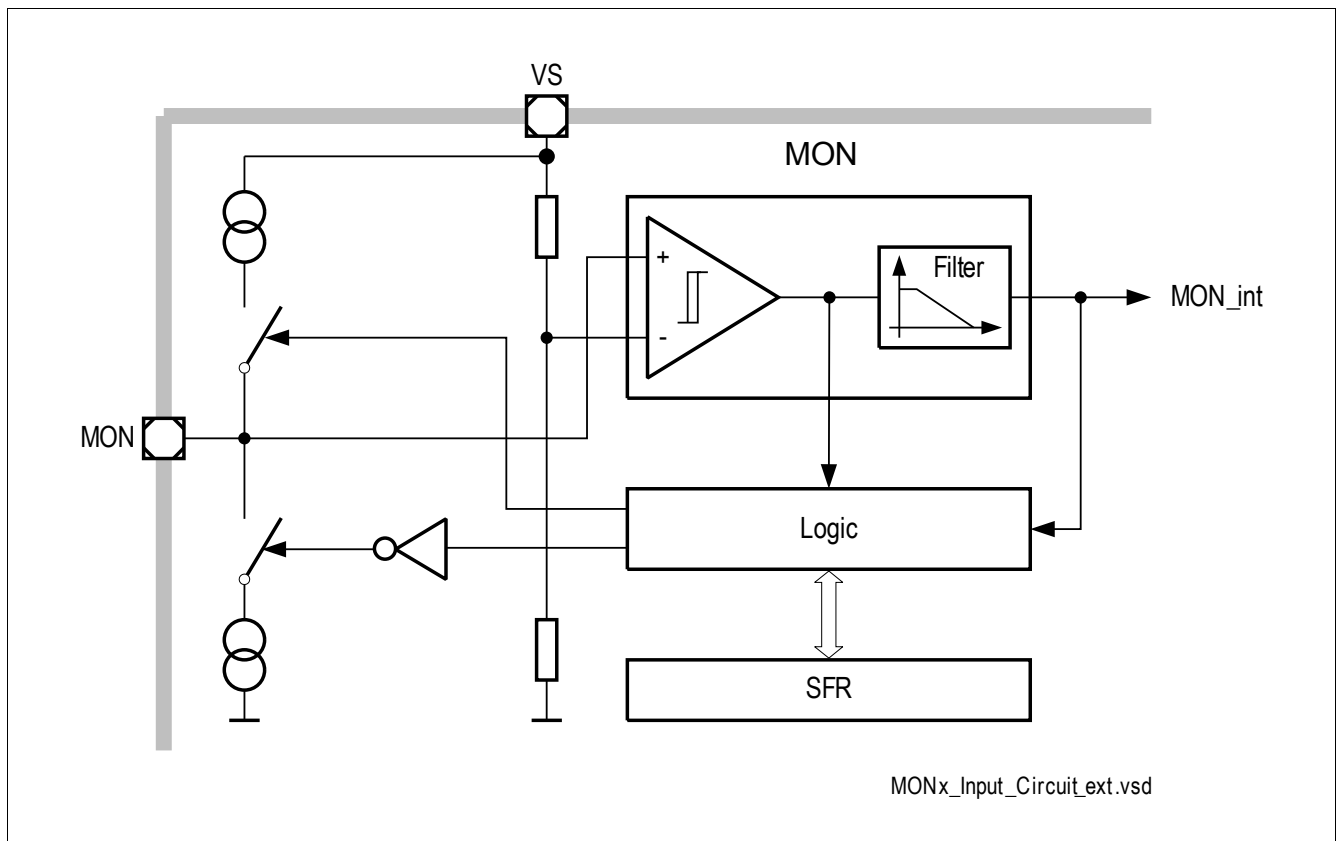 VS
MON
+
Filter
MON_int
-
MON
Logic
SFR
MONx_Input_Circuit_ext.vsd